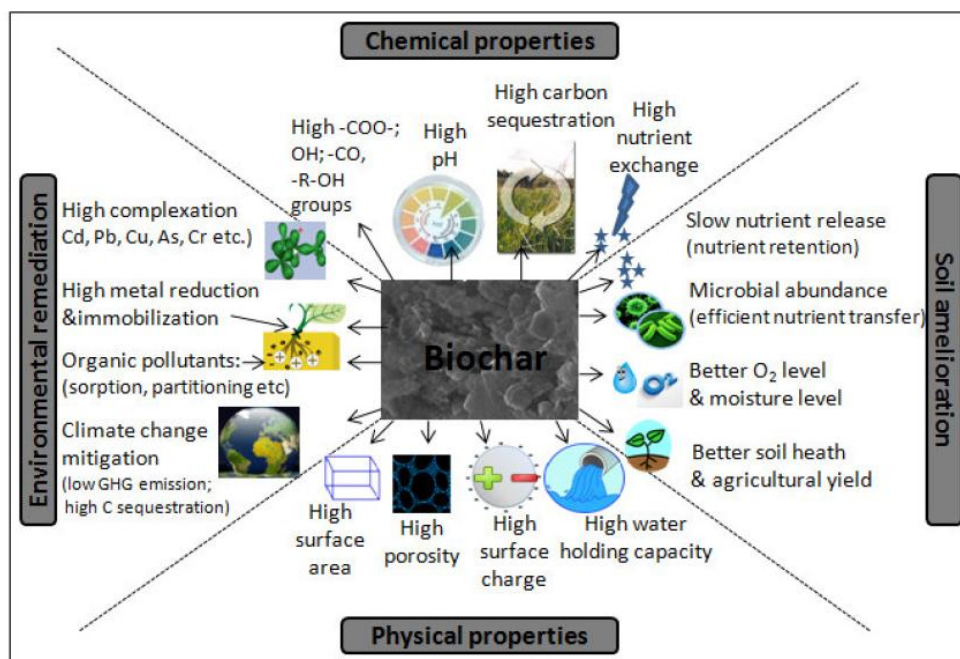 Chemical properties
High -COO-;
OH; -CO,
-R-OH
groups
High
pH
High carbon
sequestration
High
nutrient
exchange
Environmental remediation
High complexation
Cd, Pb, Cu, As, Cr etc.)
High metal reduction
&immobilization
Organic pollutants:
(sorption, partitioning etc)
Climate change
mitigation
(low GHG emission;
high C sequestration)
Biochar
Slow nutrient release
(nutrient retention)
Microbial abundance
(efficient nutrient transfer)
Better O₂ level
& moisture level
Better soil heath
& agricultural yield
Soil amelioration
High
surface
area
High
porosity
High
surface
charge
High water
holding capacity
Physical properties